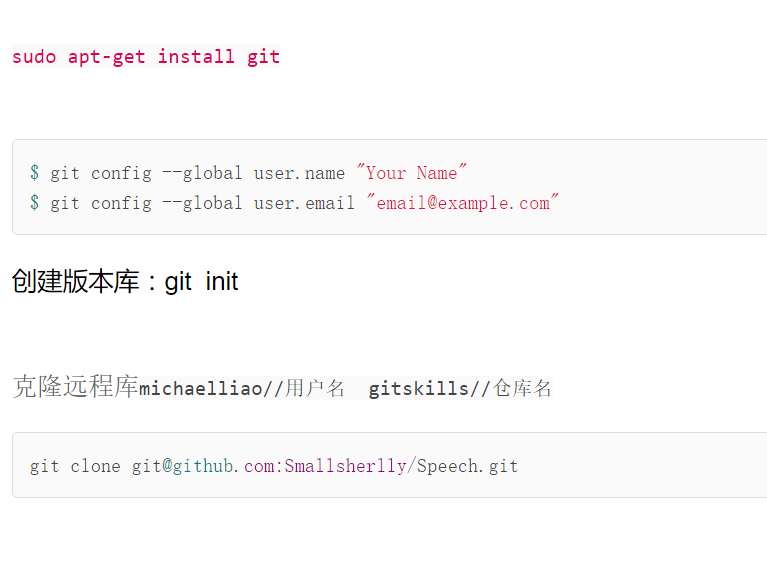 sudo apt-get install git
$ git config --global user.name "Your Name"
$ git config --global user.email "email@example.com"
创建版本库：git  init
克隆远程库michaelliao//用户名  gitskills//仓库名
git clone git@github.com:Smallsherlly/Speech.git